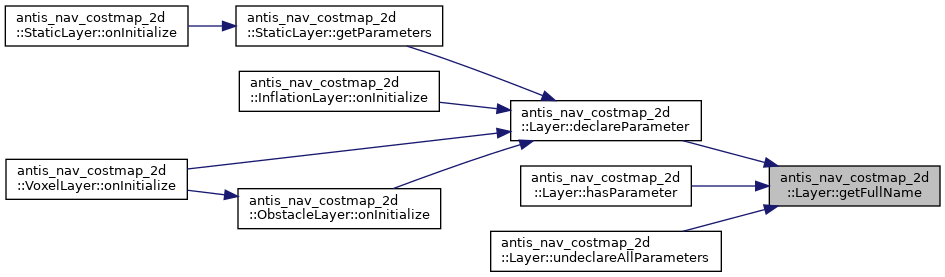 antis_nav_costmap_2d
::StaticLayer::onInitialize
antis_nav_costmap_2d
::StaticLayer::getParameters
antis_nav_costmap_2d
::InflationLayer::onInitialize
antis_nav_costmap_2d
::Layer::declareParameter
antis_nav_costmap_2d
::VoxelLayer::onInitialize
antis_nav_costmap_2d
::Layer::hasParameter
antis_nav_costmap_2d
::Layer::getFullName
antis_nav_costmap_2d
::ObstacleLayer::onInitialize
antis_nav_costmap_2d
::Layer::undeclareAllParameters